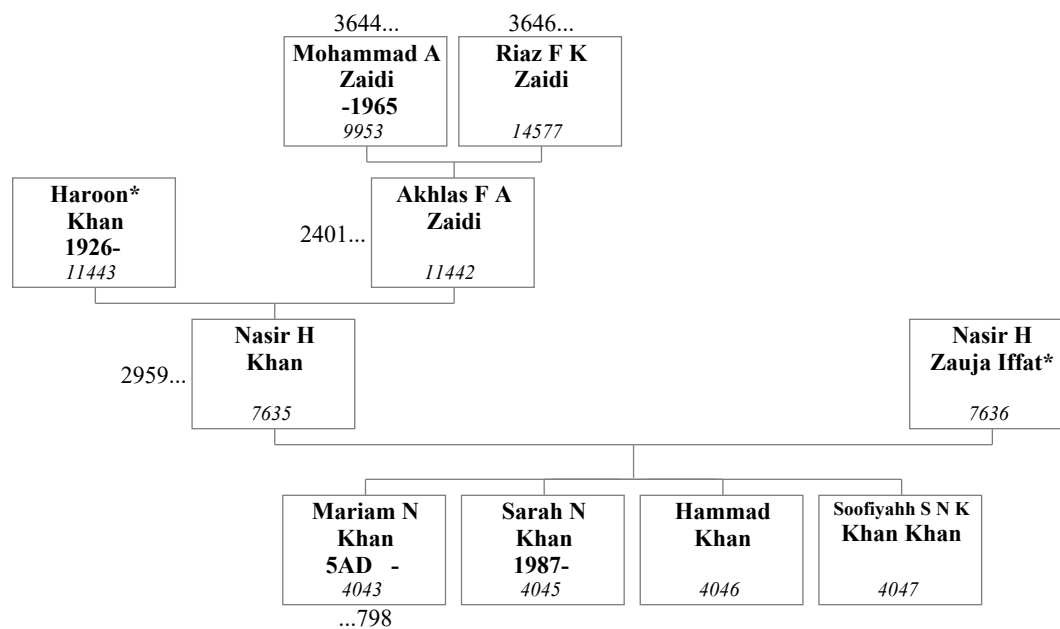 3644...
3646...
Mohammad A
Zaidi
-1965
9953
Riaz F K
Zaidi
14577
Haroon*
Khan
1926-
11443
2401...
Akhlas F A
Zaidi
11442
2959...
Nasir H
Khan
7635
Nasir H
Zauja Iffat*
7636
Mariam N
Khan
5AD -
4043
...798
Sarah N
Khan
1987-
4045
Hammad
Khan
4046
Soofiyahh S N K
Khan Khan
4047